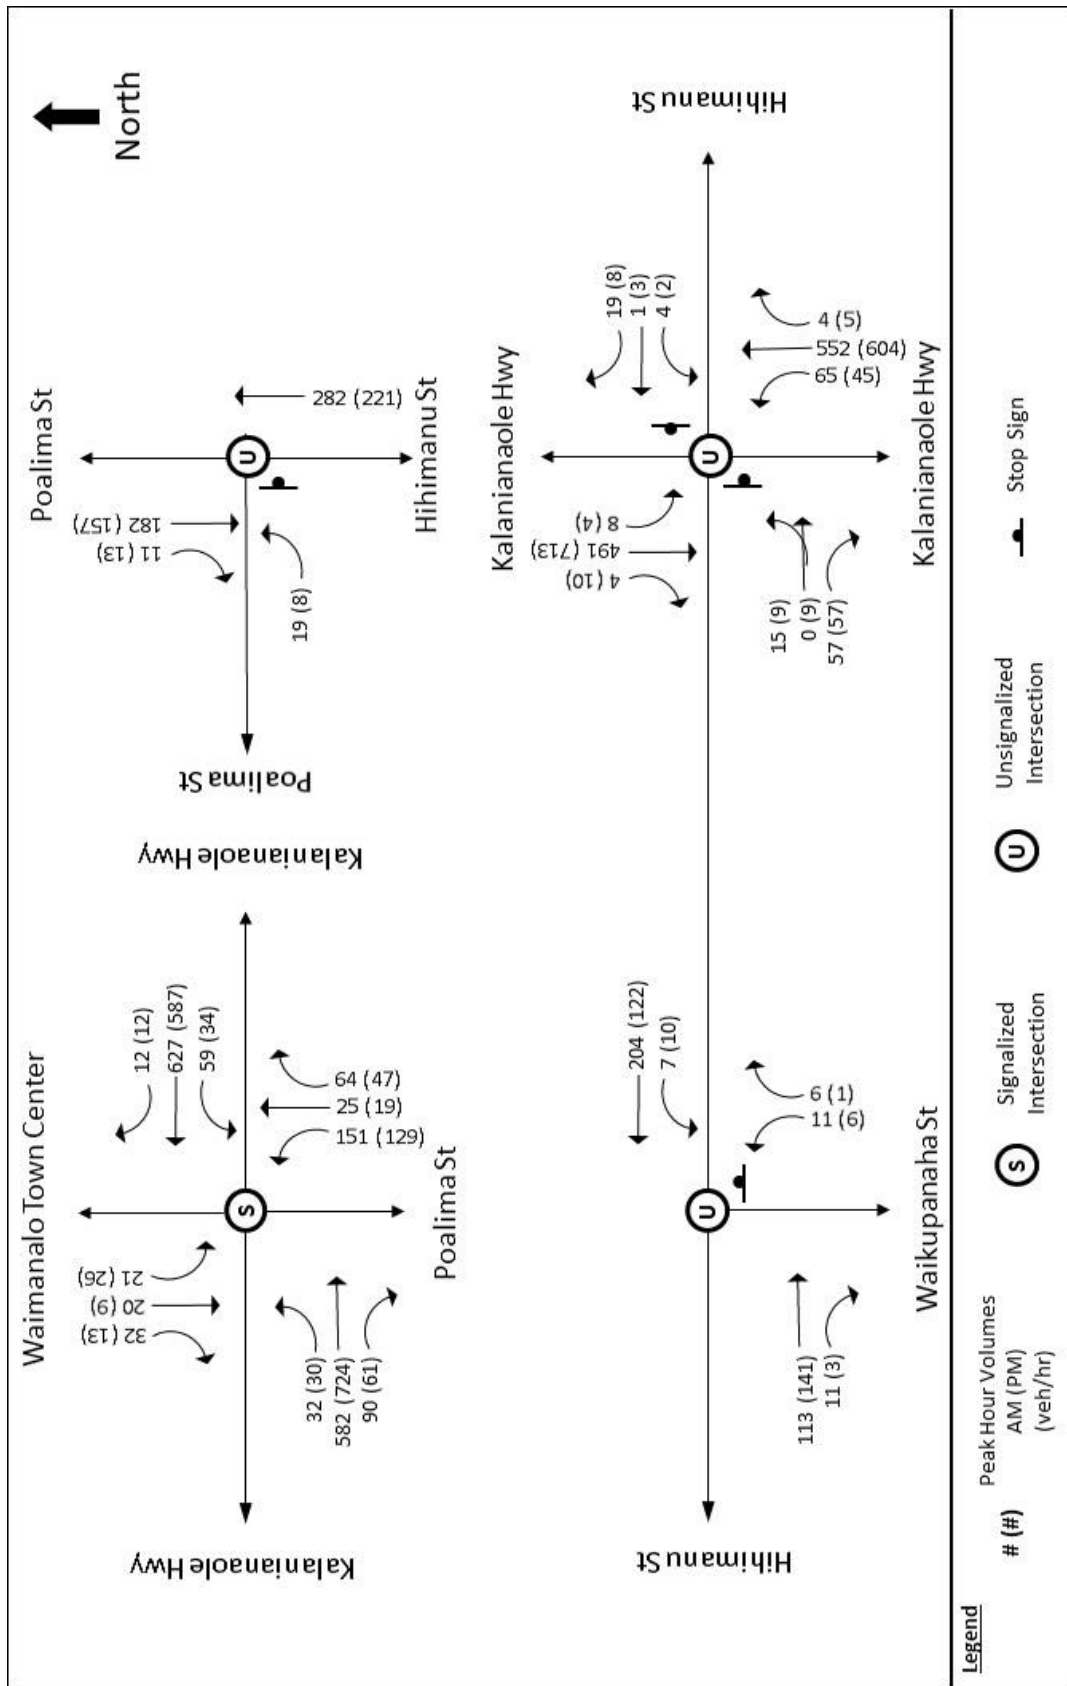 North
Waimanalo Town Center
Kalanianaole Hwy
Kalanianaole Hwy
Poalima St
S
21 (26)
20 (9)
32 (13)
12 (12)
627 (587)
59 (34)
32 (30)
582 (724)
90 (61)
64 (47)
25 (19)
151 (129)
Poalima St
Poalima St
Hihimanu St
U
182 (157)
11 (13)
19 (8)
282 (221)
Hihimanu St
Waikupanaha St
U
204 (122)
7 (10)
113 (141)
11 (3)
6 (1)
11 (6)
Kalanianaole Hwy
Hihimanu St
Kalanianaole Hwy
U
8 (4)
491 (713)
4 (10)
19 (8)
1 (3)
4 (2)
15 (9)
0 (9)
57 (57)
4 (5)
552 (604)
65 (45)
Legend
# (#)
Peak Hour Volumes
AM (PM)
(veh/hr)
S
Signalized
Intersection
U
Unsignalized
Intersection
Stop Sign